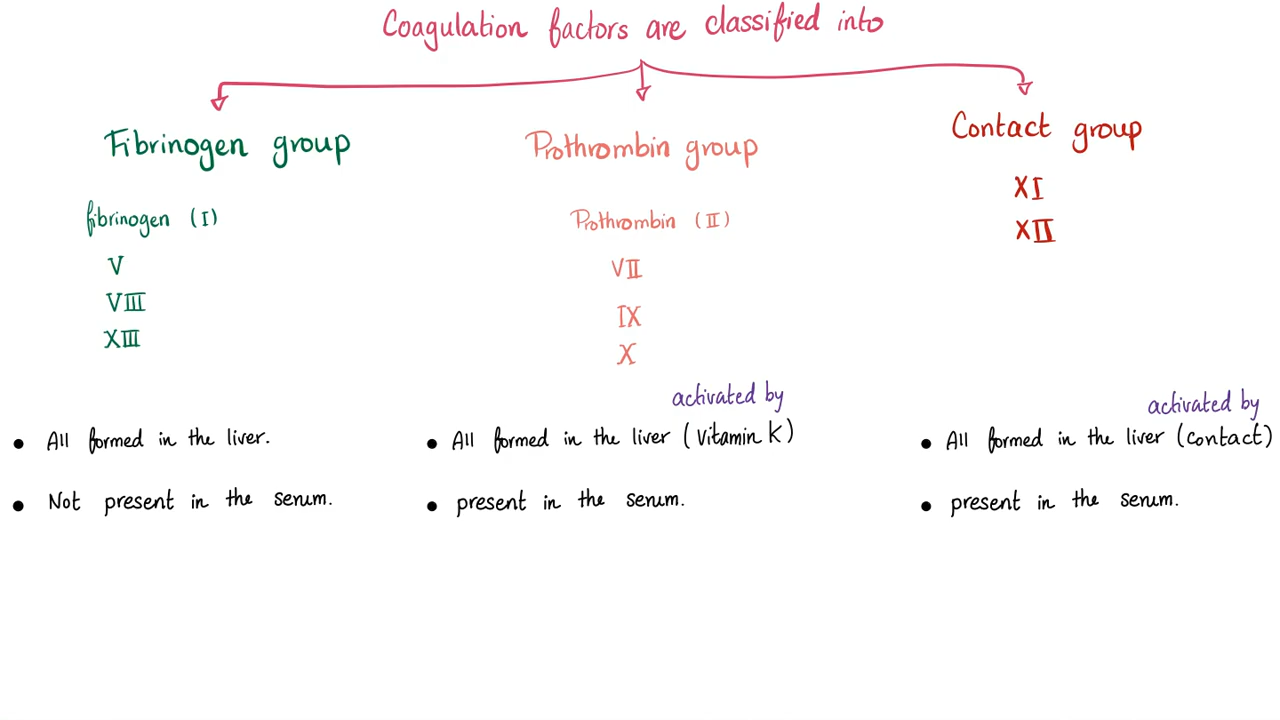 Coagulation factors are classified into
Fibrinogen group
fibrinogen (I)
V
VIII
XIII
• All formed in the liver.
• Not present in the serum.
Prothrombin group
Prothrombin (II)
VII
IX
X
activated by
• All formed in the liver (vitamin K)
• present in the serum.
Contact group
XI
XII
activated by
• All formed in the liver (contact)
• present in the serum.